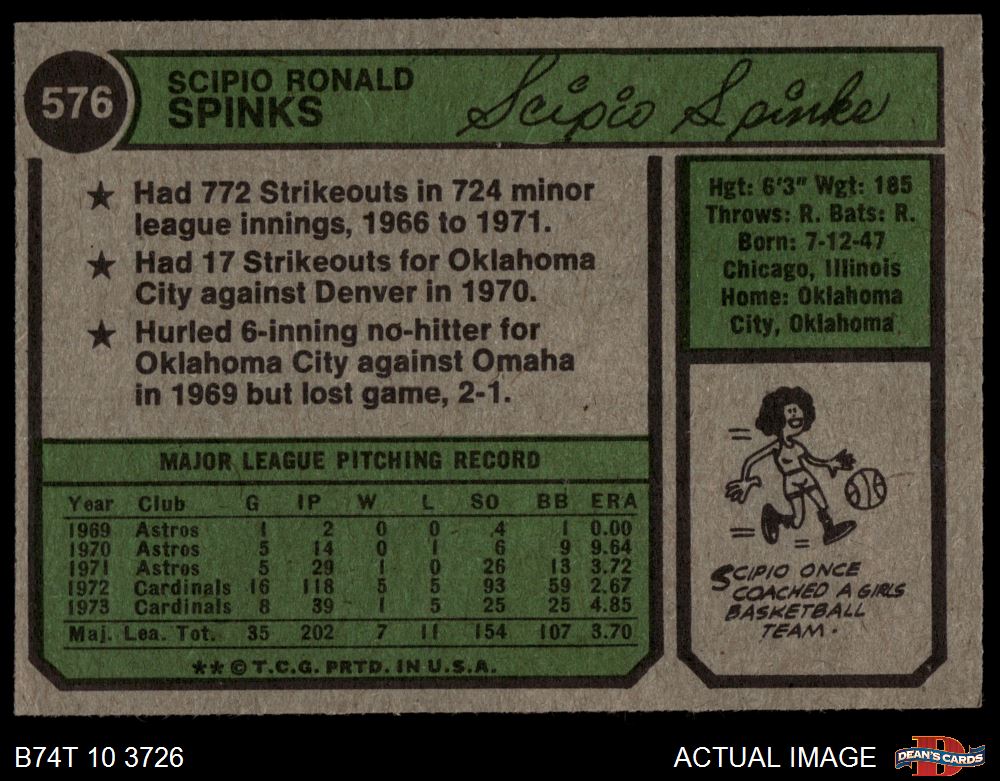 576
SCIPIO RONALD
SPINKS
Scipio Spinks
★ Had 772 Strikeouts in 724 minor
league innings, 1966 to 1971.
★ Had 17 Strikeouts for Oklahoma
City against Denver in 1970.
★ Hurled 6-inning no-hitter for
Oklahoma City against Omaha
in 1969 but lost game, 2-1.
Hgt: 6'3" Wgt: 185
Throws: R. Bats: R.
Born: 7-12-47
Chicago, Illinois
Home: Oklahoma
City, Oklahoma
MAJOR LEAGUE PITCHING RECORD
Year Club G IP W L SO BB ERA
1969 Astros 1 2 0 0 4 1 0.00
1970 Astros 5 14 0 1 6 9 9.64
1971 Astros 5 29 1 0 26 13 3.72
1972 Cardinals 16 118 5 5 93 59 2.67
1973 Cardinals 8 39 1 5 25 25 4.85
Maj. Lea. Tot. 35 202 7 11 154 107 3.70
**© T.C.G. PRTD. IN U.S.A.
SCIPIO ONCE
COACHED A GIRLS
BASKETBALL
TEAM.
B74T 10 3726
ACTUAL IMAGE
D
DEAN'S CARDS